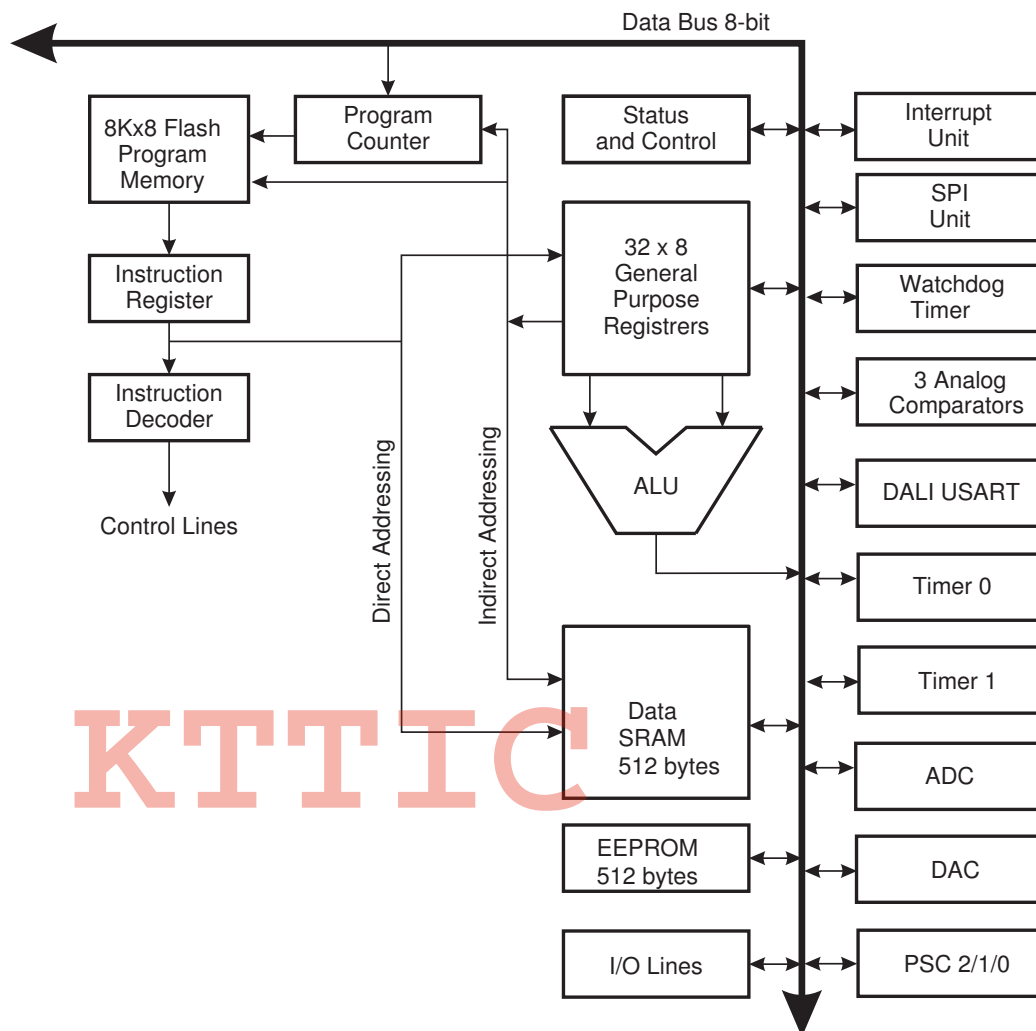 Data Bus 8-bit
8Kx8 Flash
Program
Memory
Program
Counter
Status
and Control
Interrupt
Unit
SPI
Unit
Instruction
Register
32 x 8
General
Purpose
Registrers
Watchdog
Timer
Instruction
Decoder
3 Analog
Comparators
Control Lines
Direct Addressing
Indirect Addressing
ALU
DALI USART
Timer 0
Data
SRAM
512 bytes
Timer 1
KTTIC
ADC
EEPROM
512 bytes
DAC
I/O Lines
PSC 2/1/0